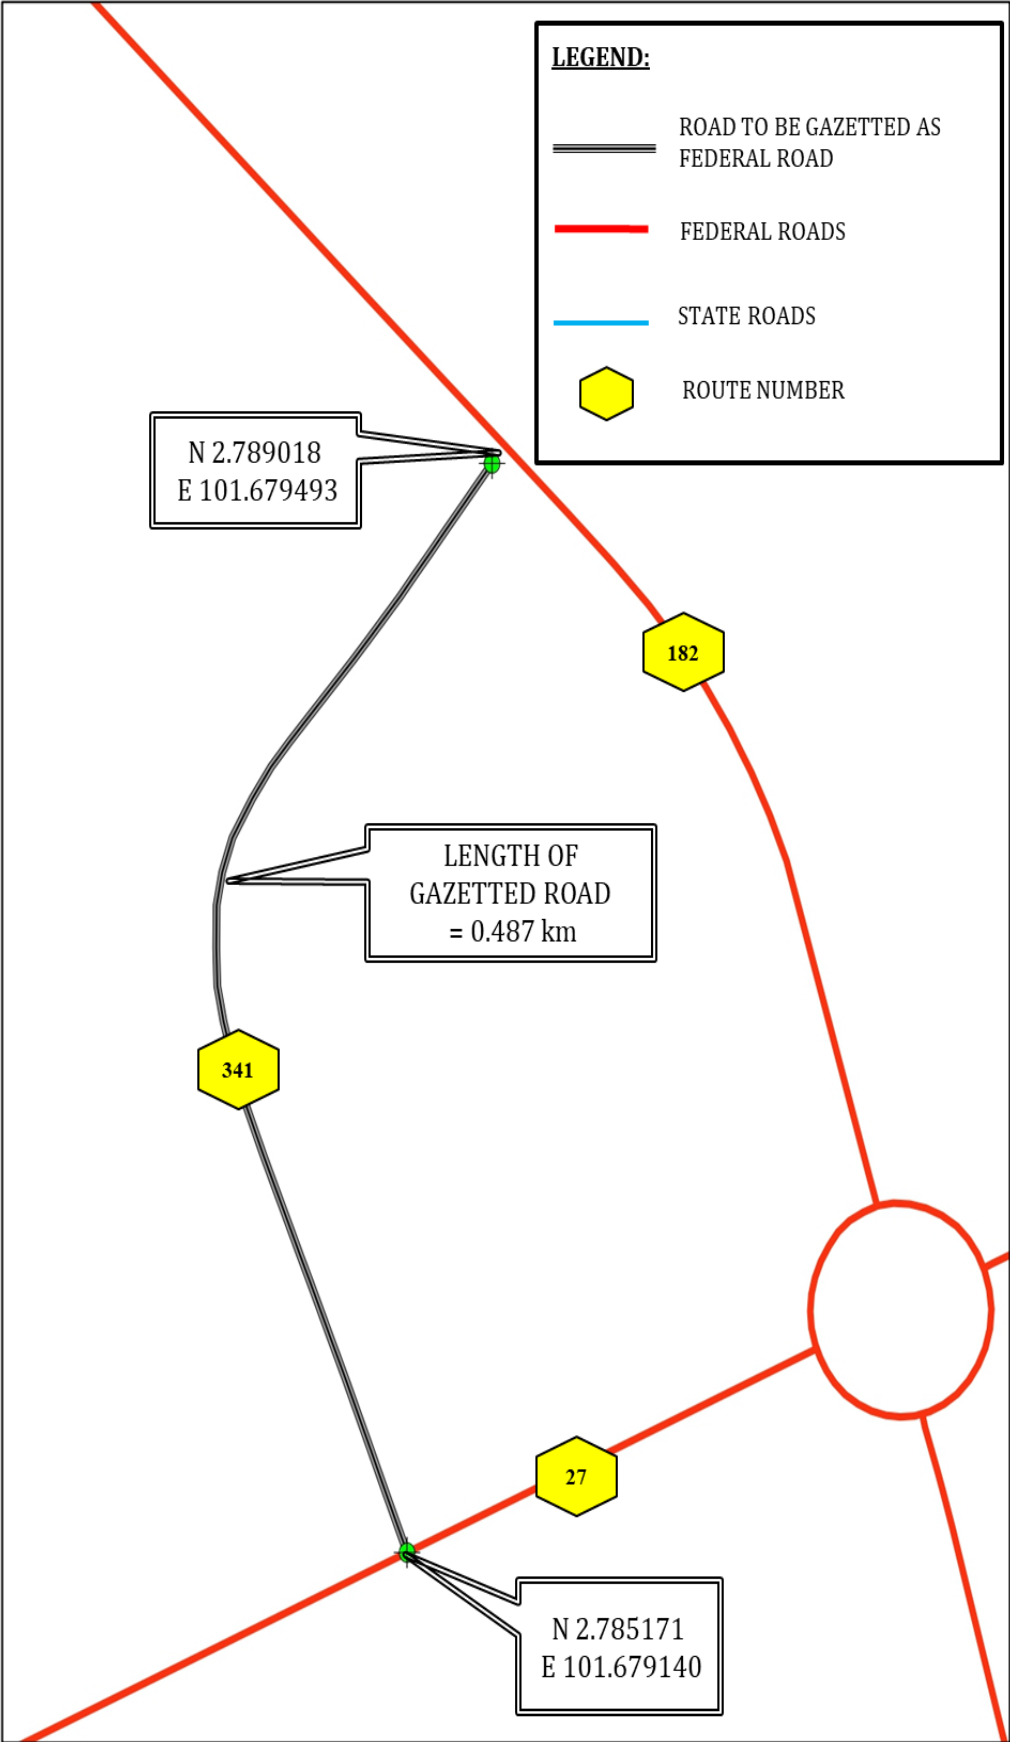 LEGEND:
ROAD TO BE GAZETTED AS
FEDERAL ROAD
FEDERAL ROADS
STATE ROADS
ROUTE NUMBER
N 2.789018
E 101.679493
182
LENGTH OF
GAZETTED ROAD
= 0.487 km
341
27
N 2.785171
E 101.679140